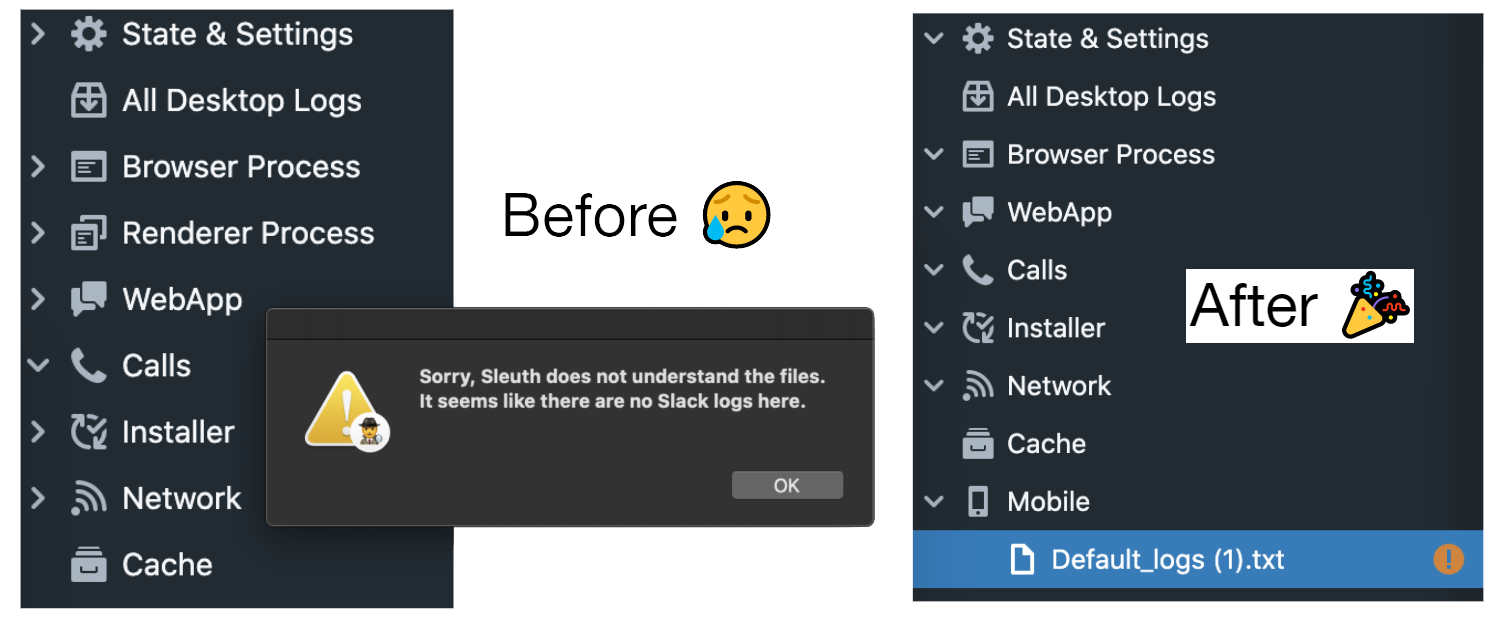 State & Settings
All Desktop Logs
Browser Process
Renderer Process
WebApp
Calls
Installer
Network
Cache
Before 😥
Sorry, Sleuth does not understand the files.
It seems like there are no Slack logs here.
OK
State & Settings
All Desktop Logs
Browser Process
WebApp
Calls
Installer
Network
Cache
Mobile
Default_logs (1).txt
After 🎉